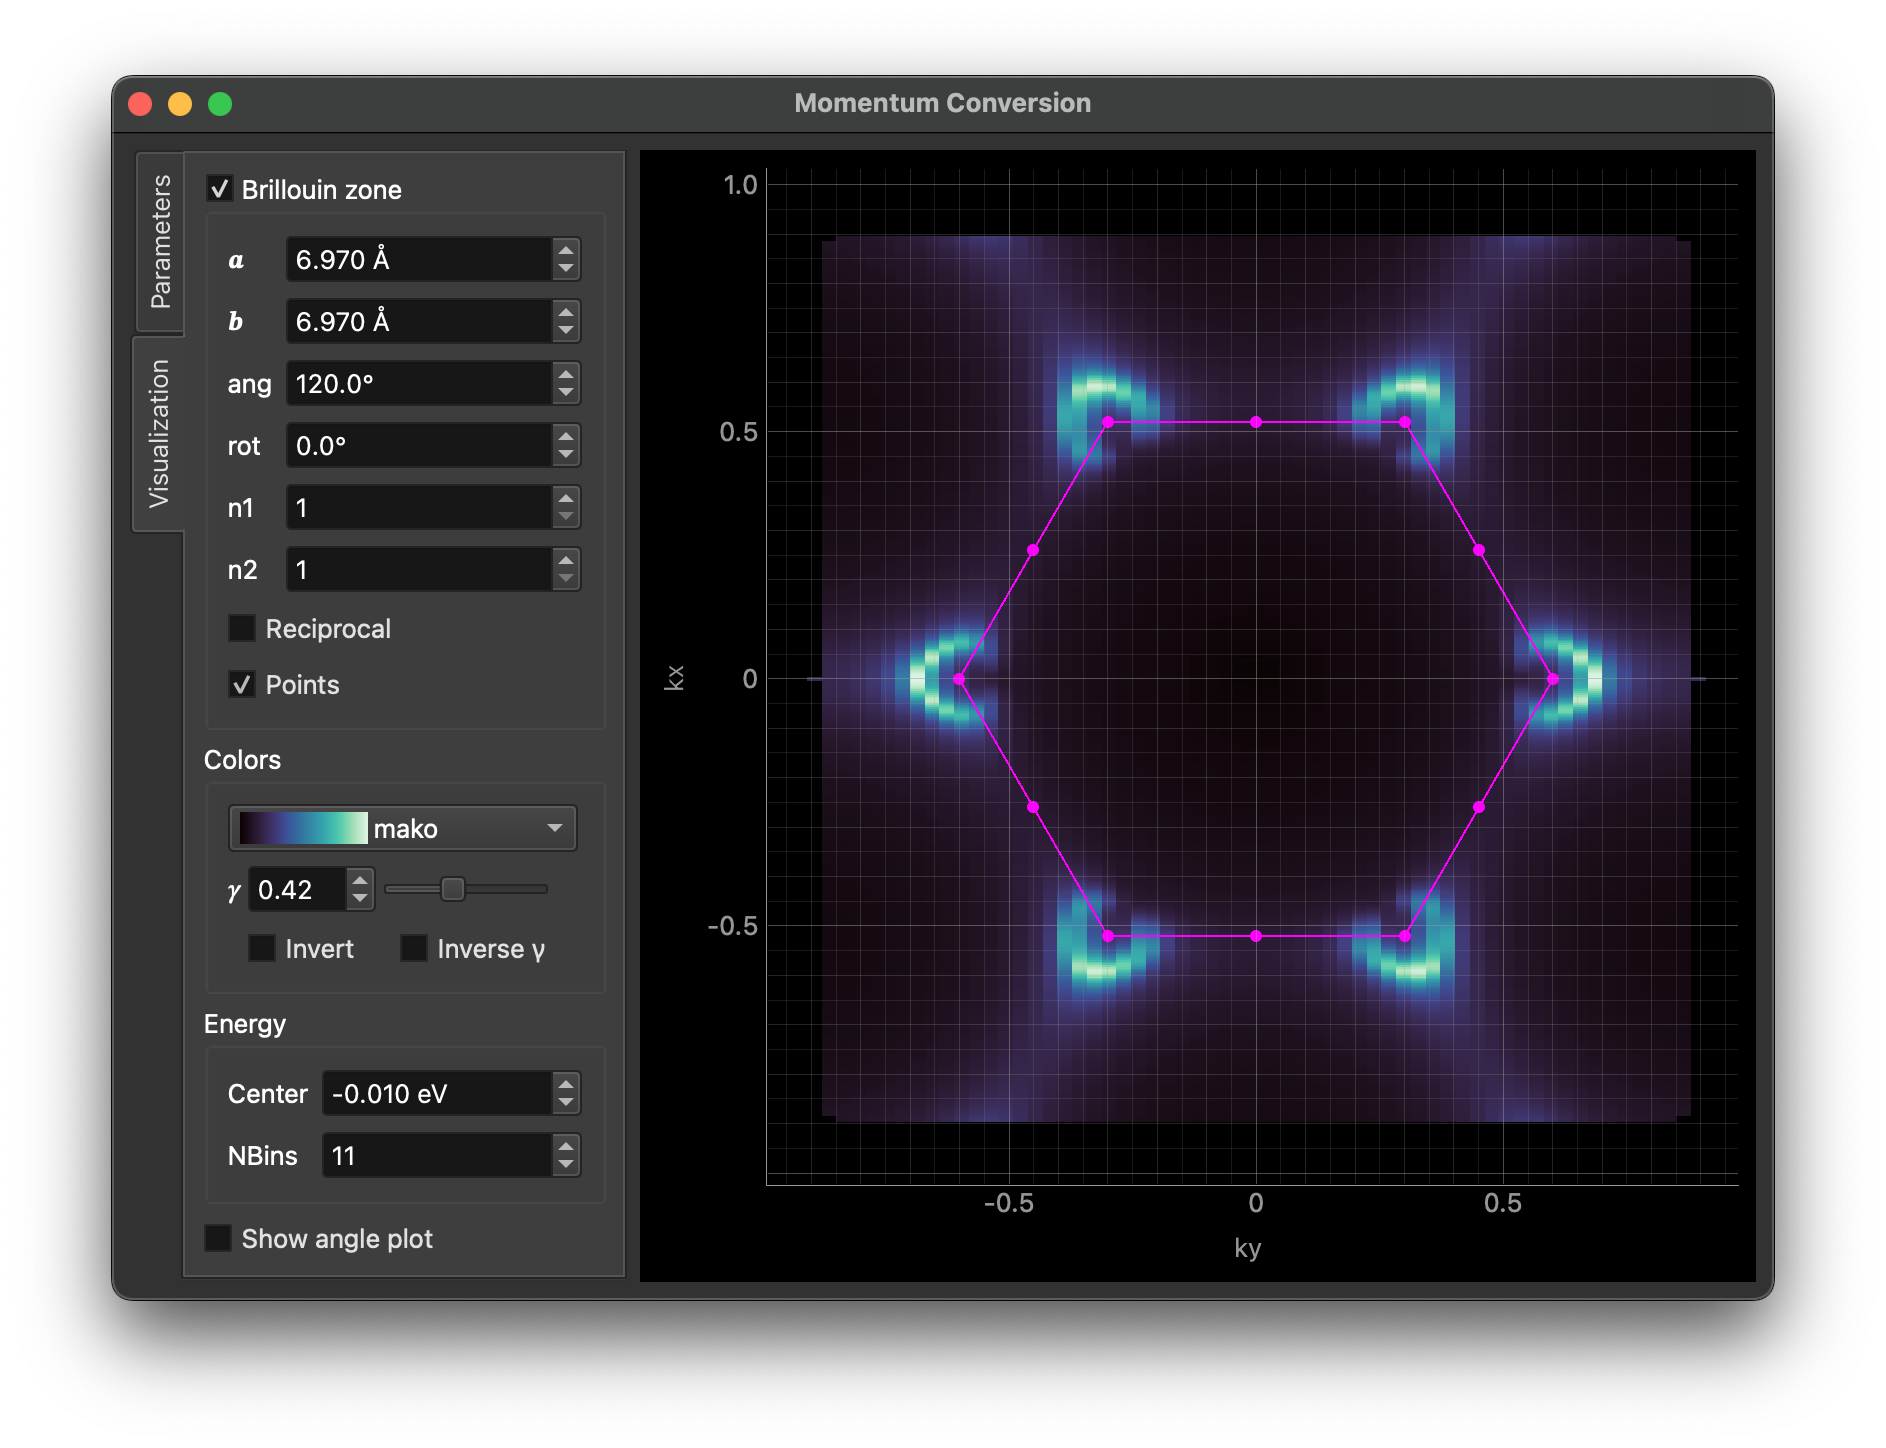 Momentum Conversion
Parameters
Visualization
Brillouin zone
a 6.970 Å
b 6.970 Å
ang 120.0°
rot 0.0°
n1 1
n2 1
Reciprocal
Points
Colors
mako
γ 0.42
Invert Inverse γ
Energy
Center -0.010 eV
NBins 11
Show angle plot
1.0
0.5
kx 0
-0.5
-0.5 0 0.5
ky